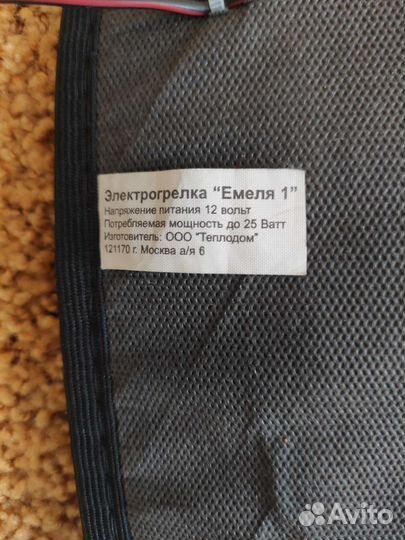 Электрогрелка “Емеля 1”
Напряжение питания 12 вольт
Потребляемая мощность до 25 Ватт
Изготовитель: ООО “Теплодом”
121170 г. Москва а/я 6
Avito